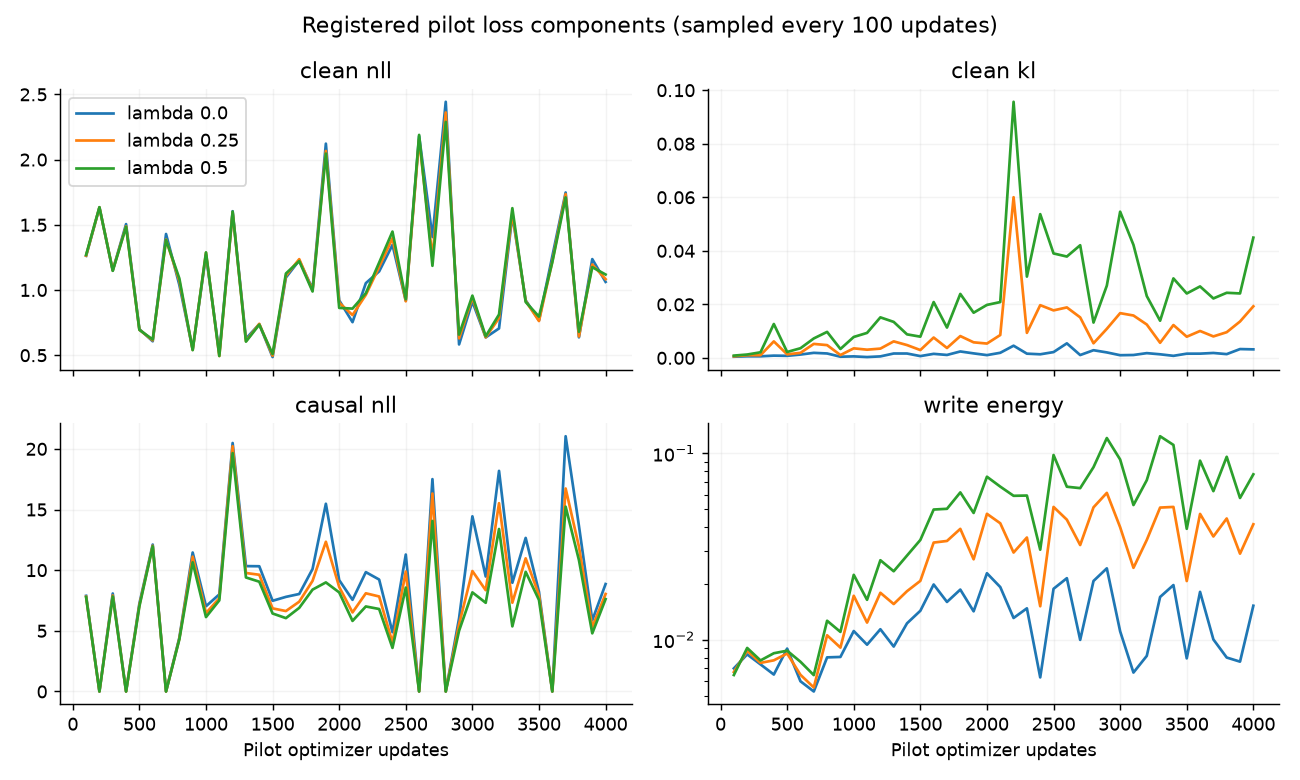 Registered pilot loss components (sampled every 100 updates)
clean nll
2.5
2.0
1.5
1.0
0.5
lambda 0.0
lambda 0.25
lambda 0.5
clean kl
0.10
0.08
0.06
0.04
0.02
0.00
causal nll
20
15
10
5
0
0 500 1000 1500 2000 2500 3000 3500 4000
Pilot optimizer updates
write energy
10⁻¹
10⁻²
0 500 1000 1500 2000 2500 3000 3500 4000
Pilot optimizer updates